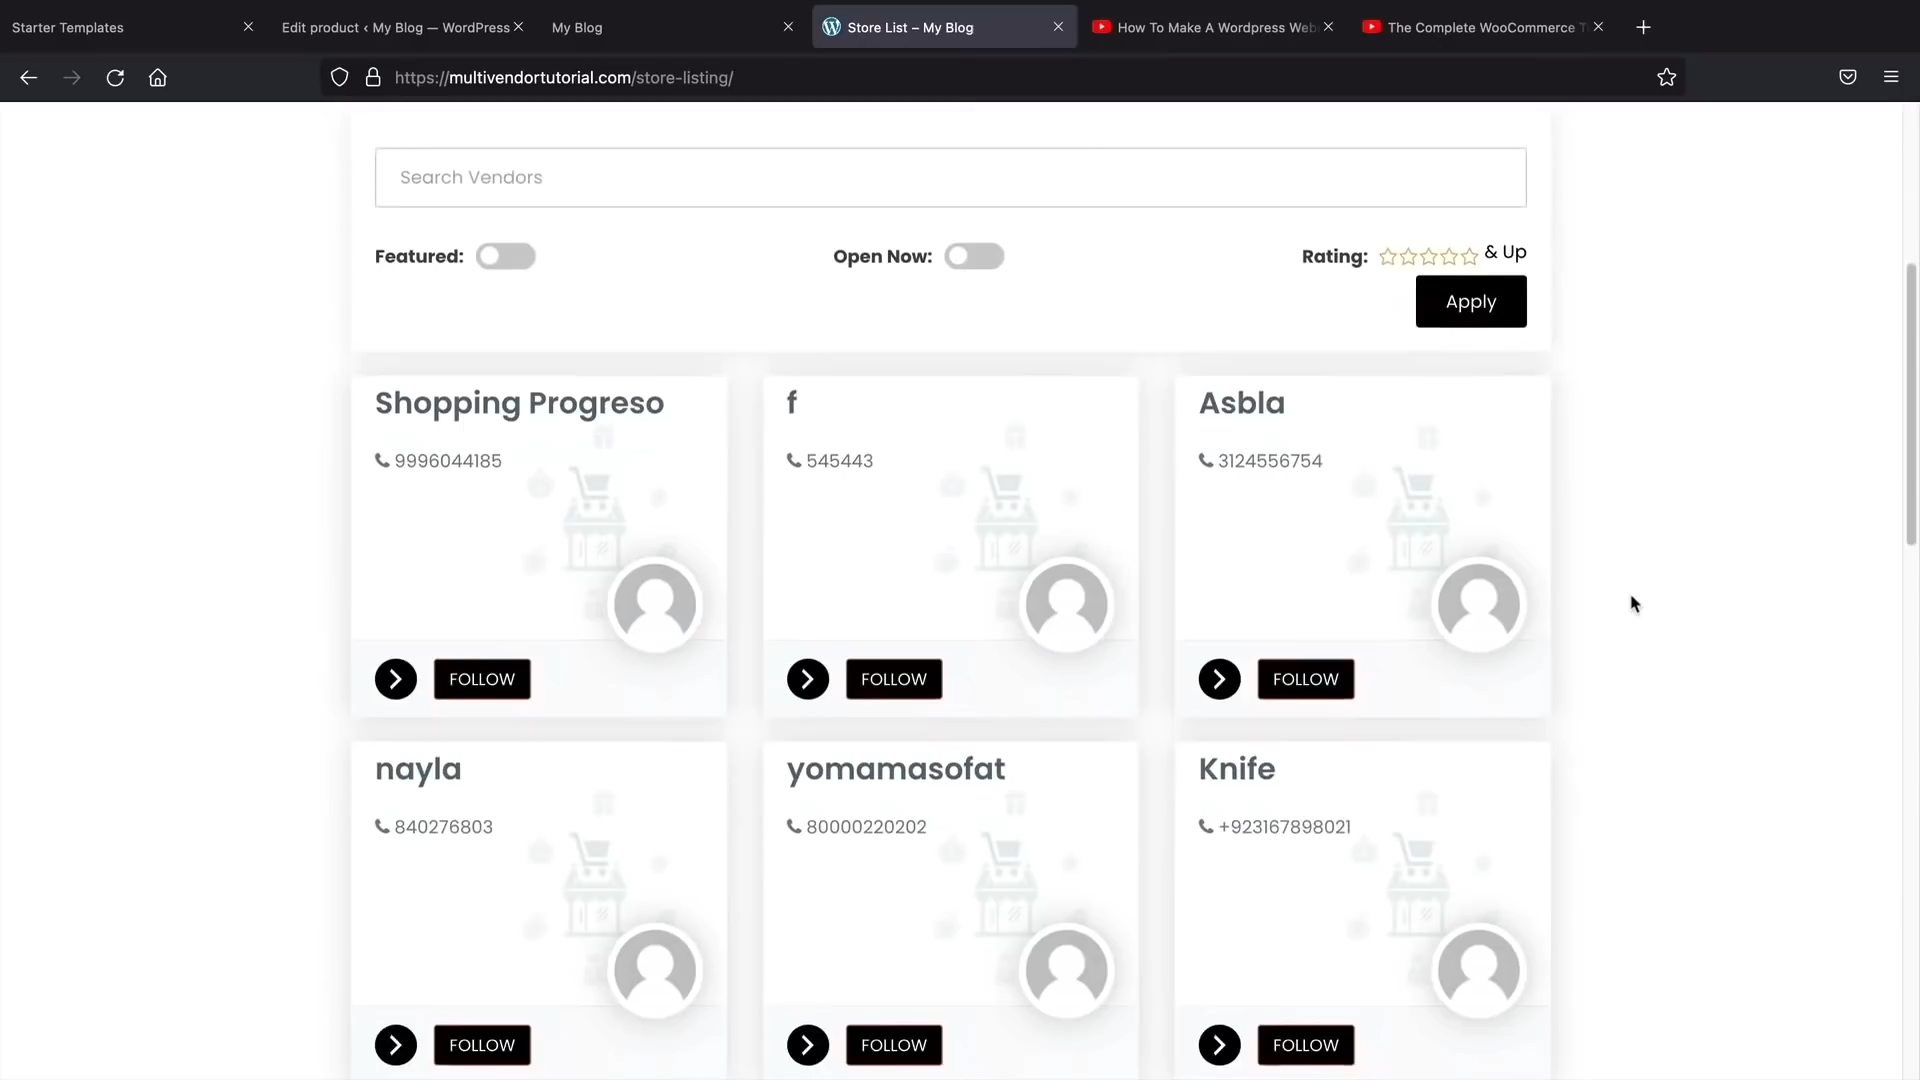 Starter Templates
Edit product ‹ My Blog — WordPress
My Blog
Store List – My Blog
How To Make A Wordpress Web
The Complete WooCommerce T
https://multivendortutorial.com/store-listing/
Search Vendors
Featured:
Open Now:
Rating: & Up
Apply
Shopping Progreso
9996044185
FOLLOW
f
545443
FOLLOW
Asbla
3124556754
FOLLOW
nayla
840276803
FOLLOW
yomamasofat
80000220202
FOLLOW
Knife
+923167898021
FOLLOW